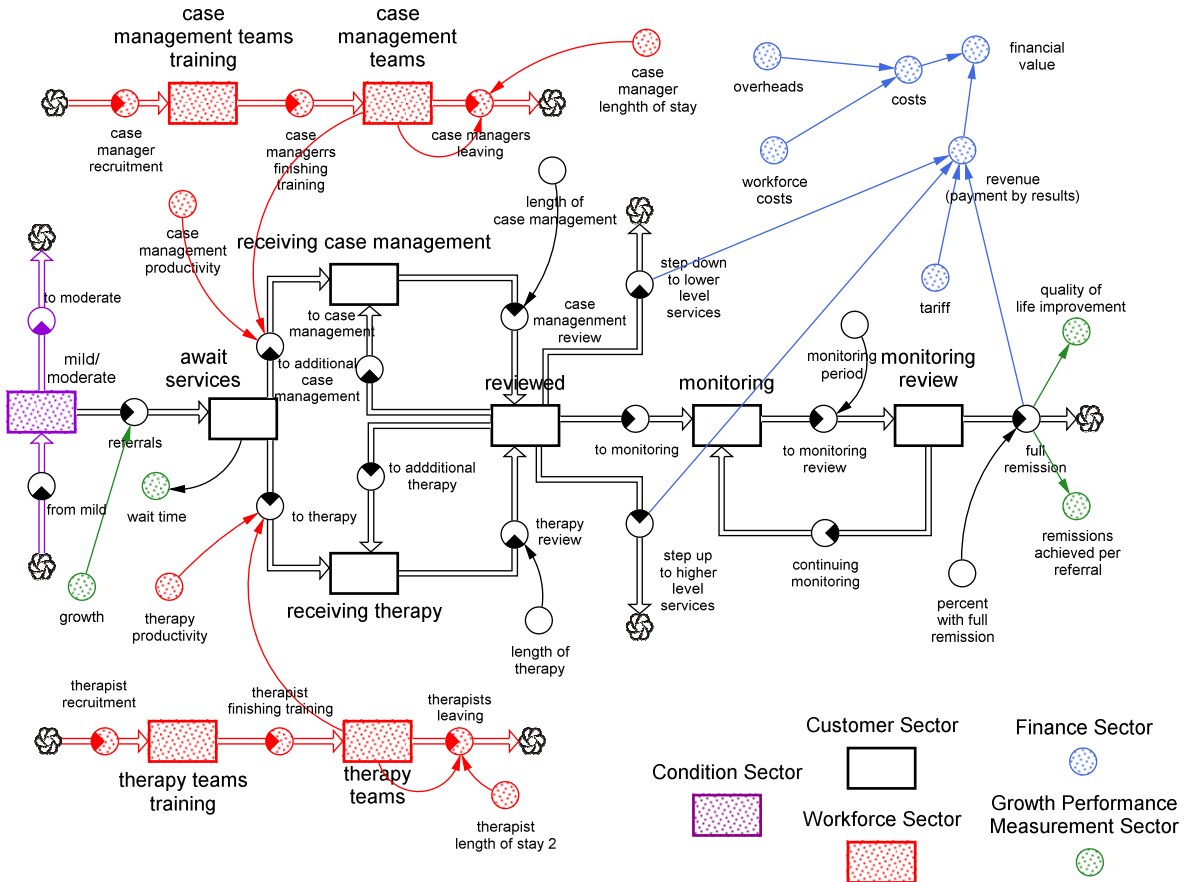 case
management teams
training
case
management
teams
case
manager
recruitment
case
managerrs
finishing
training
case managers
leaving
case
manager
lenghth of stay
overheads
costs
financial
value
workforce
costs
revenue
(payment by results)
tariff
case
management
productivity
length of
case management
receiving case management
to case
management
case
managenment
review
step down
to lower
level
services
to moderate
mild/
moderate
from mild
referrals
growth
await
services
wait time
to additional
case
management
reviewed
to addditional
therapy
to therapy
therapy
productivity
receiving therapy
therapy
review
length of
therapy
step up
to higher
level
services
to monitoring
monitoring
monitoring
period
to monitoring
review
monitoring
review
continuing
monitoring
full
remission
percent
with full
remission
quality of
life improvement
remissions
achieved per
referral
therapist
recruitment
therapy teams
training
therapist
finishing training
therapy
teams
therapists
leaving
therapist
length of stay 2
Condition Sector
Customer Sector
Workforce Sector
Finance Sector
Growth Performance
Measurement Sector